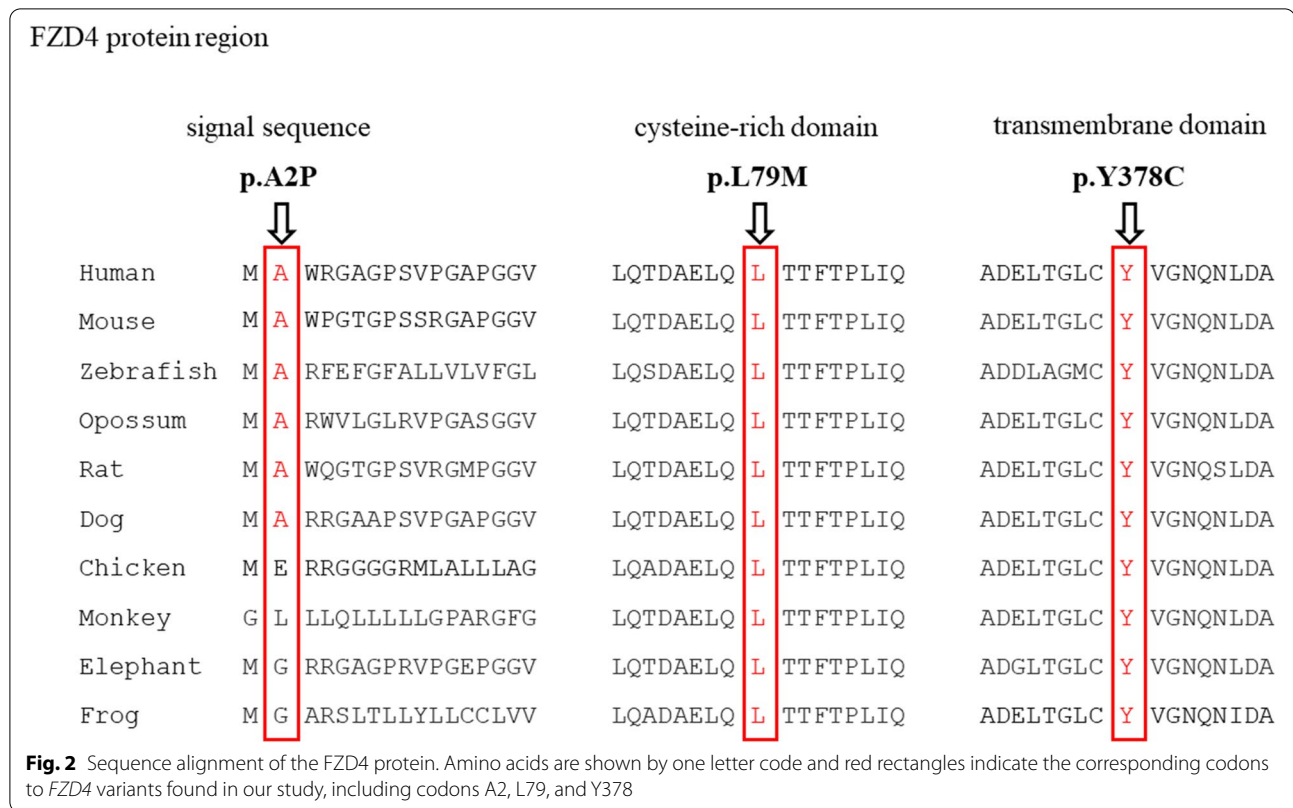 FZD4 protein region
signal sequence cysteine-rich domain transmembrane domain
p.A2P p.L79M p.Y378C
Human M A WRGAGPSVPGAPGGV LQTDAELQ L TTFTPLIQ ADELTGLC Y VGNQNLDA
Mouse M A WPGTGPSSRGAPGGV LQTDAELQ L TTFTPLIQ ADELTGLC Y VGNQNLDA
Zebrafish M A RFEFGFALLVLVFGL LQSDAELQ L TTFTPLIQ ADDLAGMC Y VGNQNLDA
Opossum M A RWVLGLRVPGASGGV LQTDAELQ L TTFTPLIQ ADELTGLC Y VGNQNLDA
Rat M A WQGTGPSVRGMPGGV LQTDAELQ L TTFTPLIQ ADELTGLC Y VGNQSLDA
Dog M A RRGAAPSVPGAPGGV LQTDAELQ L TTFTPLIQ ADELTGLC Y VGNQNLDA
Chicken M E RRGGGGRMLALLLAG LQADAELQ L TTFTPLIQ ADELTGLC Y VGNQNLDA
Monkey G L LLQLLLLLGPARGFG LQTDAELQ L TTFTPLIQ ADELTGLC Y VGNQNLDA
Elephant M G RRGAGPRVPGEPGGV LQTDAELQ L TTFTPLIQ ADGLTGLC Y VGNQNLDA
Frog M G ARSLTLLYLLCCLVV LQADAELQ L TTFTPLIQ ADELTGLC Y VGNQNIDA
Fig. 2 Sequence alignment of the FZD4 protein. Amino acids are shown by one letter code and red rectangles indicate the corresponding codons
to FZD4 variants found in our study, including codons A2, L79, and Y378